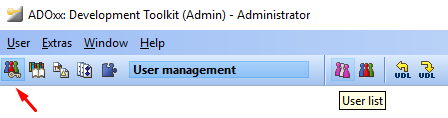 ADOxx: Development Toolkit (Admin) - Administrator
User Extras Window Help
User management
UDL UDL
User list